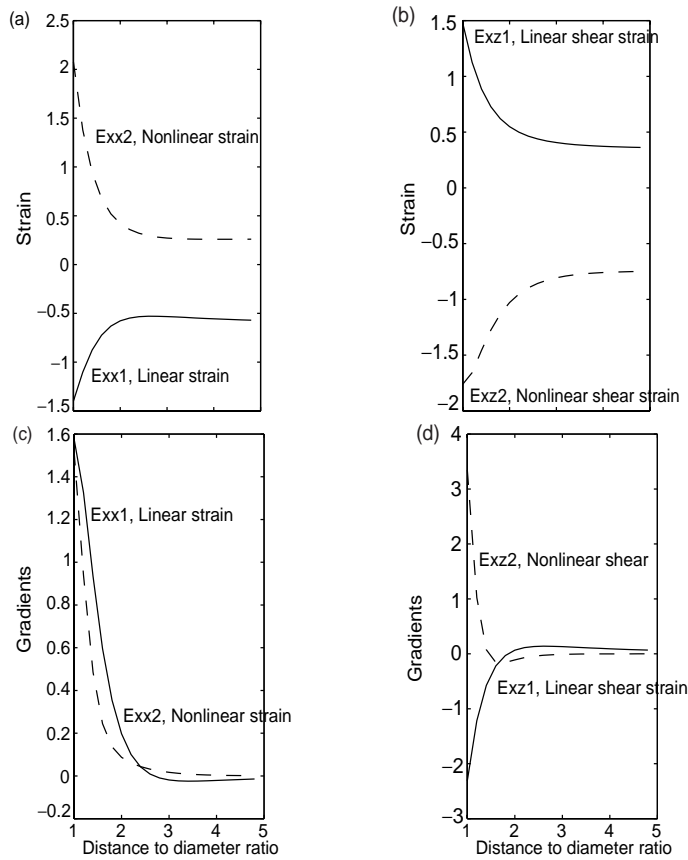 (a)
2.5
2
1.5
1
0.5
0
−0.5
−1
−1.5
Strain
Exx2, Nonlinear strain
Exx1, Linear strain
(b)
1.5
1
0.5
0
−0.5
−1
−1.5
−2
Strain
Exz1, Linear shear strain
Exz2, Nonlinear shear strain
(c)
1.6
1.4
1.2
1
0.8
0.6
0.4
0.2
0
−0.2
Gradients
Exx1, Linear strain
Exx2, Nonlinear strain
1 2 3 4 5
Distance to diameter ratio
(d)
4
3
2
1
0
−1
−2
−3
Gradients
Exz2, Nonlinear shear
Exz1, Linear shear strain
1 2 3 4 5
Distance to diameter ratio